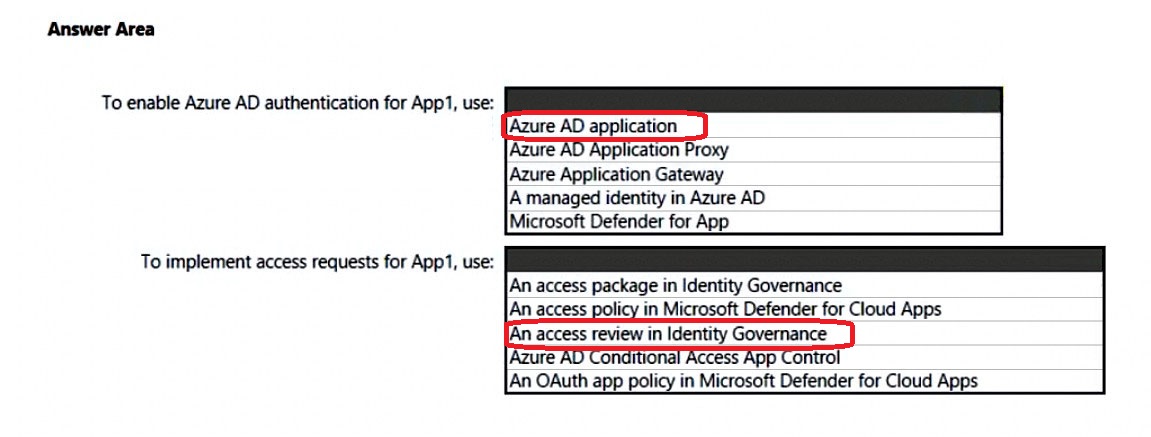 Answer Area
To enable Azure AD authentication for App1, use:
Azure AD application
Azure AD Application Proxy
Azure Application Gateway
A managed identity in Azure AD
Microsoft Defender for App
To implement access requests for App1, use:
An access package in Identity Governance
An access policy in Microsoft Defender for Cloud Apps
An access review in Identity Governance
Azure AD Conditional Access App Control
An OAuth app policy in Microsoft Defender for Cloud Apps